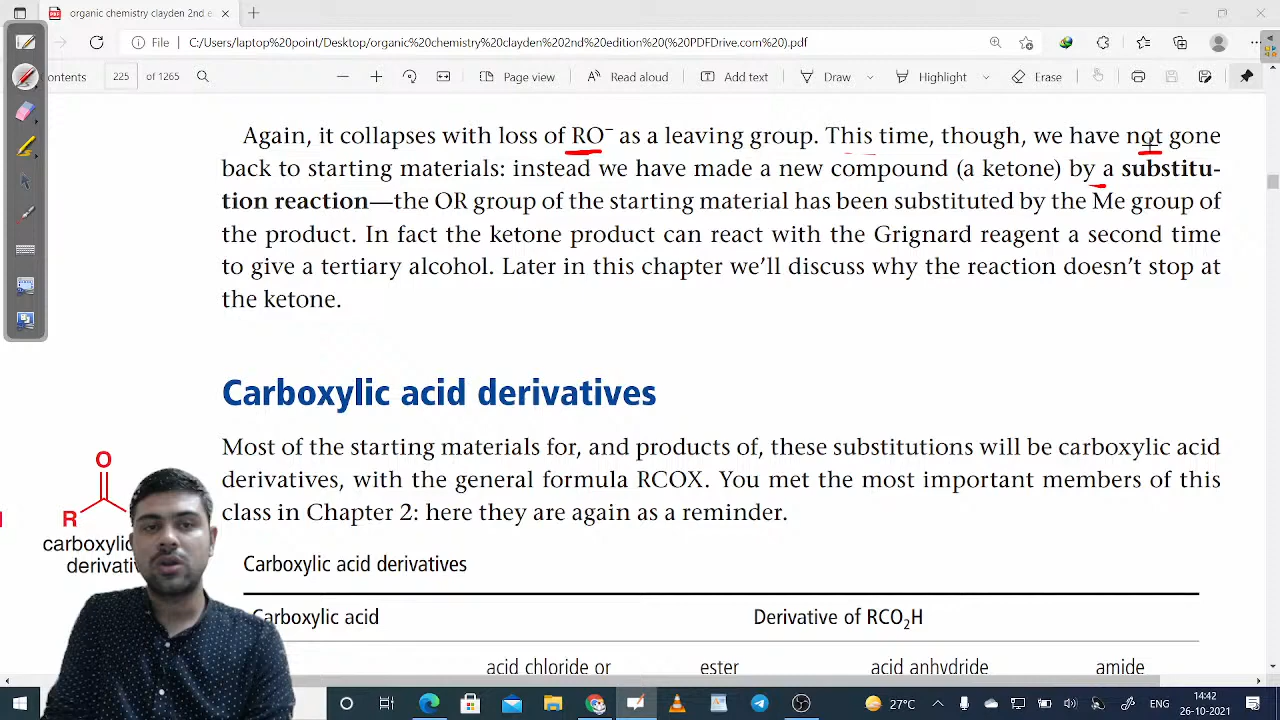 organic chemistry clayden 2nd e
File
C:/Users/laptop%20point/Desktop/organic%20chemistry%20clayden%202nd%20edition%20(%20PDFDrive.com%20).pdf
ontents
225 of 1265
Page view
Read aloud
Add text
Draw
Highlight
Erase
Again, it collapses with loss of RO⁻ as a leaving group. This time, though, we have not gone
back to starting materials: instead we have made a new compound (a ketone) by a substitu-
tion reaction—the OR group of the starting material has been substituted by the Me group of
the product. In fact the ketone product can react with the Grignard reagent a second time
to give a tertiary alcohol. Later in this chapter we'll discuss why the reaction doesn't stop at
the ketone.
Carboxylic acid derivatives
Most of the starting materials for, and products of, these substitutions will be carboxylic acid
derivatives, with the general formula RCOX. You met the most important members of this
class in Chapter 2: here they are again as a reminder.
O
R
carboxylic
derivativ
Carboxylic acid derivatives
Carboxylic acid
Derivative of RCO₂H
acid chloride or
ester
acid anhydride
amide
27°C
14:42
26-10-2021